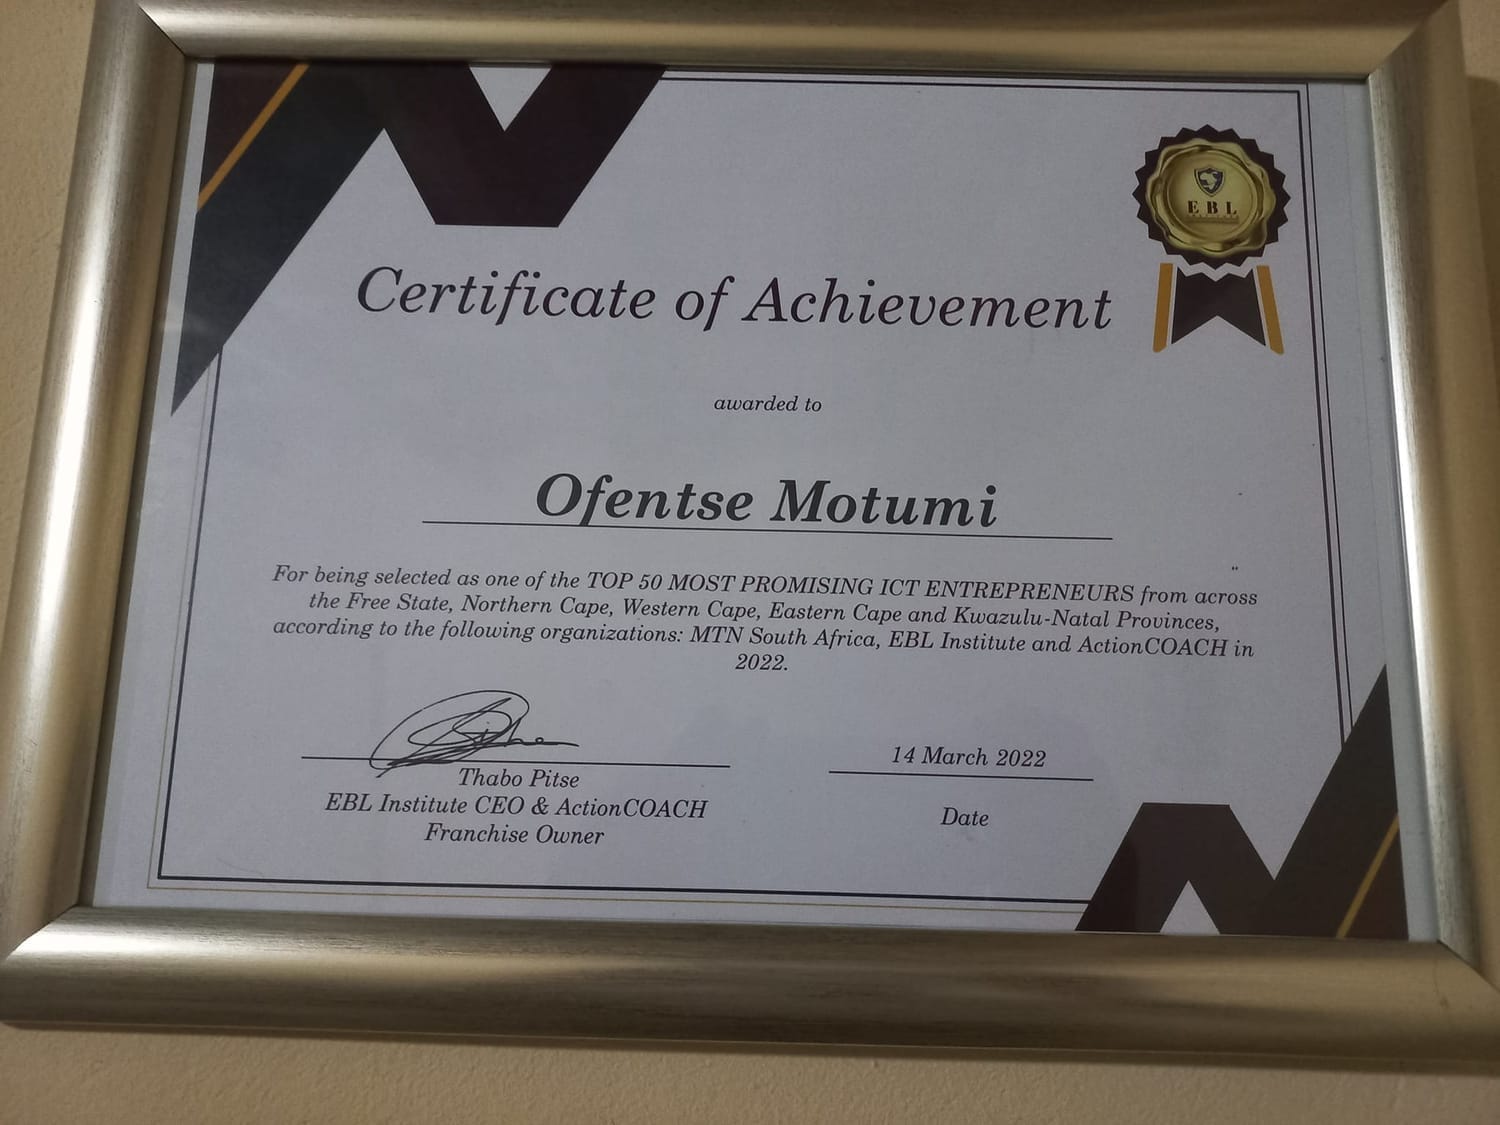 EBL
Certificate of Achievement
awarded to
Ofentse Motumi
For being selected as one of the TOP 50 MOST PROMISING ICT ENTREPRENEURS from across
the Free State, Northern Cape, Western Cape, Eastern Cape and Kwazulu-Natal Provinces,
according to the following organizations: MTN South Africa, EBL Institute and ActionCOACH in
2022.
Thabo Pitse
EBL Institute CEO & ActionCOACH
Franchise Owner
14 March 2022
Date